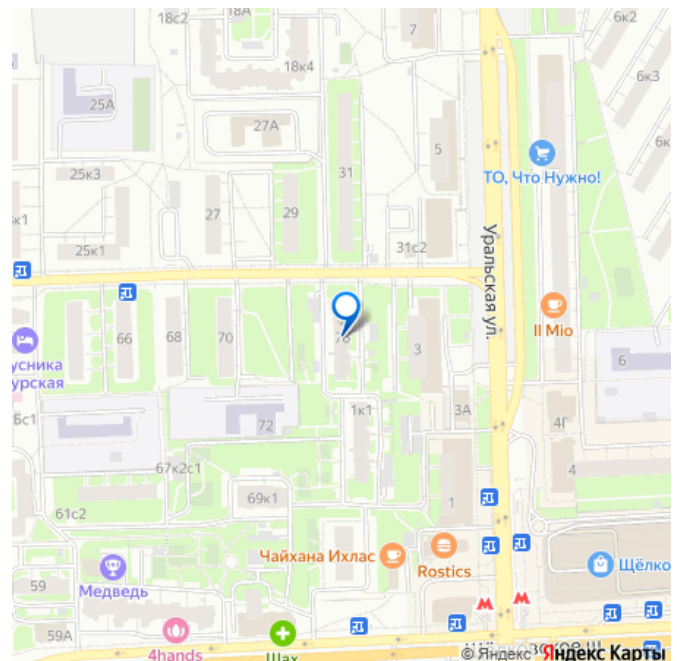 18с2
18А
7
6к2
18к4
6к3
25А
27А
5
ТО, Что Нужно!
25к3
31
27
29
31с2
25к1
Уральская ул.
66
68
70
3
Il Mio
6
1к1
3А
72
4Г
67к2с1
4
69к1
1
61с2
Чайхана Ихлас
Rostics
59
Медведь
59А
4hands
© Яндекс
Яндекс Карты